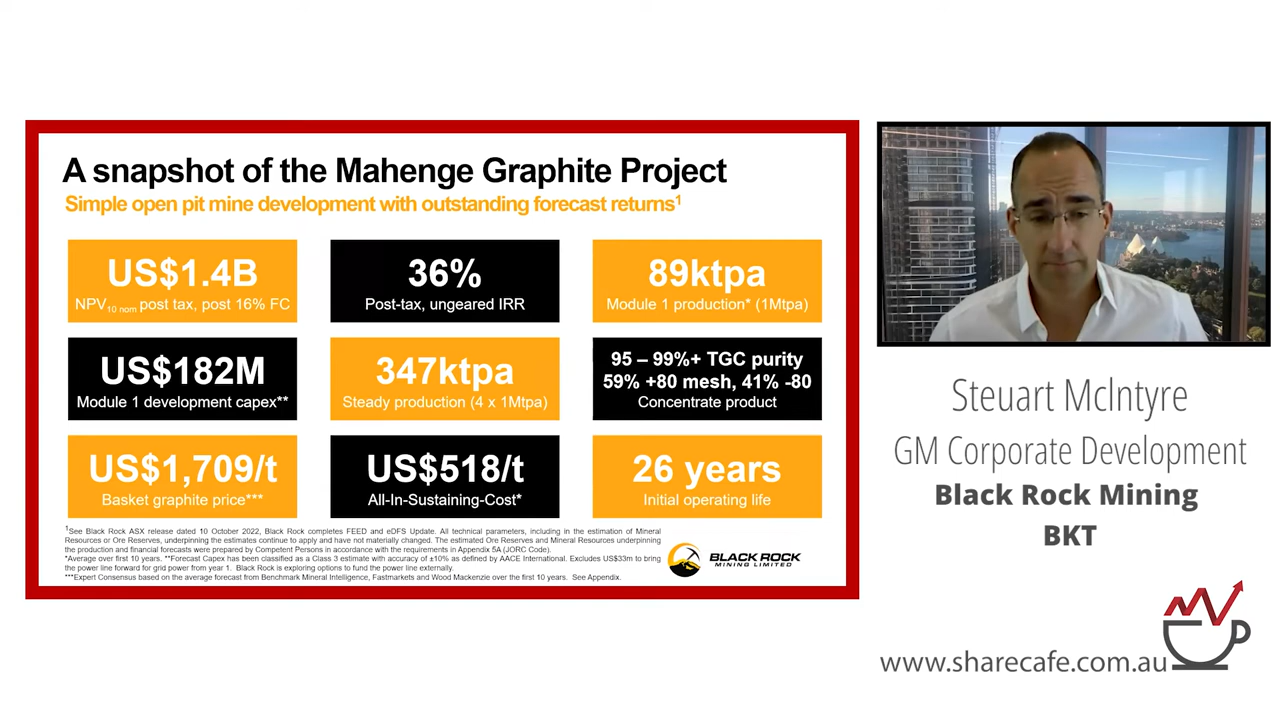 A snapshot of the Mahenge Graphite Project
Simple open pit mine development with outstanding forecast returns1
US$1.4B
NPV10 nom post tax, post 16% FC
36%
Post-tax, ungeared IRR
89ktpa
Module 1 production* (1Mtpa)
US$182M
Module 1 development capex**
347ktpa
Steady production (4 x 1Mtpa)
95 – 99%+ TGC purity
59% +80 mesh, 41% -80
Concentrate product
US$1,709/t
Basket graphite price***
US$518/t
All-In-Sustaining-Cost*
26 years
Initial operating life
1See Black Rock ASX release dated 10 October 2022, Black Rock completes FEED and eDFS Update. All technical parameters, including in the estimation of Mineral
Resources or Ore Reserves, underpinning the estimates continue to apply and have not materially changed. The estimated Ore Reserves and Mineral Resources underpinning
the production and financial forecasts were prepared by Competent Persons in accordance with the requirements in Appendix 5A (JORC Code).
*Average over first 10 years. **Forecast Capex has been classified as a Class 3 estimate with accuracy of ±10% as defined by AACE International. Excludes US$33m to bring
the power line forward for grid power from year 1. Black Rock is exploring options to fund the power line externally.
***Expert Consensus based on the average forecast from Benchmark Mineral Intelligence, Fastmarkets and Wood Mackenzie over the first 10 years. See Appendix.
BLACK ROCK
MINING LIMITED
Steuart McIntyre
GM Corporate Development
Black Rock Mining
BKT
www.sharecafe.com.au